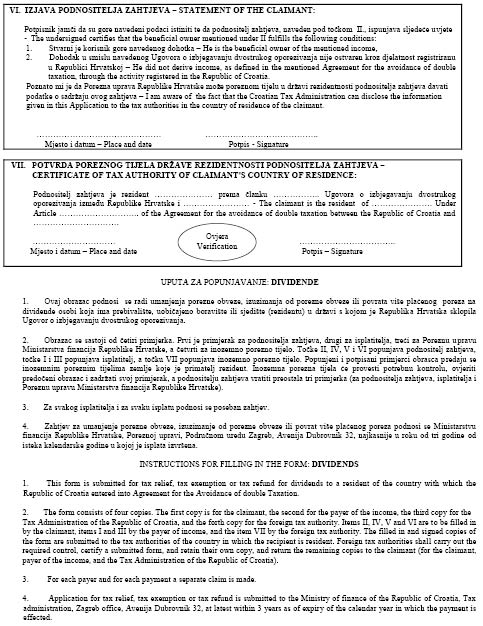 VI. IZJAVA PODNOSITELJA ZAHTJEVA – STATEMENT OF THE CLAIMANT:
Potpisnik jamči da su gore navedeni podaci istiniti te da podnositelj zahtjeva, naveden pod točkom II., ispunjava sljedeće uvjete
- The undersigned certifies that the beneficial owner mentioned under II fulfills the following conditions:
1. Stvarni je korisnik gore navedenog dohotka – He is the beneficial owner of the mentioned income,
2. Dohodak u smislu navedenog Ugovora o izbjegavanju dvostrukog oporezivanja nije ostvaren kroz djelatnost registriranu
u Republici Hrvatskoj – He did not derive income, as defined in the mentioned Agreement for the avoidance of double
taxation, through the activity registered in the Republic of Croatia.
Poznato mi je da Porezna uprava Republike Hrvatske može poreznom tijelu u državi rezidentnosti podnositelja zahtjeva davati
podatke o sadržaju ovog zahtjeva – I am aware of the fact that the Croatian Tax Administration can disclose the information
given in this Application to the tax authorities in the country of residence of the claimant.
…………………………………… ……………………………………
Mjesto i datum – Place and date Potpis - Signature
VII. POTVRDA POREZNOG TIJELA DRŽAVE REZIDENTNOSTI PODNOSITELJA ZAHTJEVA –
CERTIFICATE OF TAX AUTHORITY OF CLAIMANT'S COUNTRY OF RESIDENCE:
Podnositelj zahtjeva je rezident ………………… prema članku …………… Ugovora o izbjegavanju dvostrukog
oporezivanja između Republike Hrvatske i ………………… - The claimant is the resident of ………………… Under
Article ……………………… of the Agreement for the avoidance of double taxation between the Republic of Croatia and
…………………………
Ovjera
Verification
………………………… ……………………………
Mjesto i datum – Place and date Potpis – Signature
UPUTA ZA POPUNJAVANJE: DIVIDENDE
1. Ovaj obrazac podnosi se radi umanjenja porezne obveze, izuzimanja od porezne obveze ili povrata više plaćenog poreza na
dividende osobi koja ima prebivalište, uobičajeno boravište ili sjedište (rezidentu) u državi s kojom je Republika Hrvatska sklopila
Ugovor o izbjegavanju dvostrukog oporezivanja.
2. Obrazac se sastoji od četiri primjerka. Prvi je primjerak za podnositelja zahtjeva, drugi za isplatitelja, treći za Poreznu upravu
Ministarstva financija Republike Hrvatske, a četvrti za inozemno porezno tijelo. Točke II, IV, V i VI popunjava podnositelj zahtjeva,
točke I i III popunjava isplatitelj, a točku VII popunjava inozemno porezno tijelo. Popunjeni i potpisani primjerci obrasca predaju se
inozemnim poreznim tijelima zemlje koje je primatelj rezident. Inozemna porezna tijela će provesti potrebnu kontrolu, ovjeriti
predočeni obrazac i zadržati svoj primjerak, a podnositelju zahtjeva vratiti preostala tri primjerka (za podnositelja zahtjeva, isplatitelja i
Poreznu upravu Ministarstva financija Republike Hrvatske).
3. Za svakog isplatitelja i za svaku isplatu podnosi se poseban zahtjev.
4. Zahtjev za umanjenje porezne obveze, izuzimanje od porezne obveze ili povrat više plaćenog poreza podnosi se Ministarstvu
financija Republike Hrvatske, Poreznoj upravi, Područnom uredu Zagreb, Avenija Dubrovnik 32, najkasnije u roku od tri godine od
isteka kalendarske godine u kojoj je isplata izvršena.
INSTRUCTIONS FOR FILLING IN THE FORM: DIVIDENDS
1. This form is submitted for tax relief, tax exemption or tax refund for dividends to a resident of the country with which the
Republic of Croatia entered into Agreement for the Avoidance of double Taxation.
2. The form consists of four copies. The first copy is for the claimant, the second for the payer of income, the third copy for the
Tax Administration of the Republic of Croatia, and the forth copy for the foreign tax authority. Items II, IV, V and VI are to be filled in
by the claimant, items I and III by the payer of income, and the item VII by the foreign tax authority. The filled in and signed copies of
the form are submitted to the tax authorities of the country in which the recipient is resident. Foreign tax authorities shall carry out the
required control, certify a submitted form, and retain their own copy, and return the remaining copies to the claimant (for the claimant,
payer of the income, and the Tax Administration of the Republic of Croatia).
3. For each payer and for each payment a separate claim is made.
4. Application for tax relief, tax exemption or tax refund is submitted to the Ministry of finance of the Republic of Croatia, Tax
administration, Zagreb office, Avenija Dubrovnik 32, at latest within 3 years as of expiry of the calendar year in which the payment is
effected.